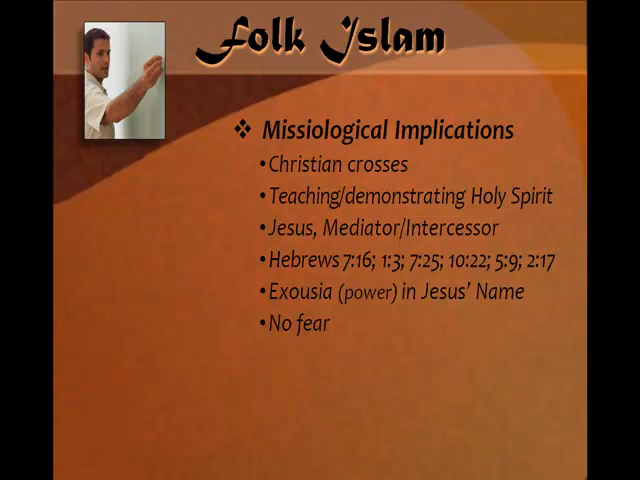 Folk Islam
❖ Missiological Implications
•Christian crosses
•Teaching/demonstrating Holy Spirit
•Jesus, Mediator/Intercessor
•Hebrews 7:16; 1:3; 7:25; 10:22; 5:9; 2:17
•Exousia (power) in Jesus’ Name
•No fear